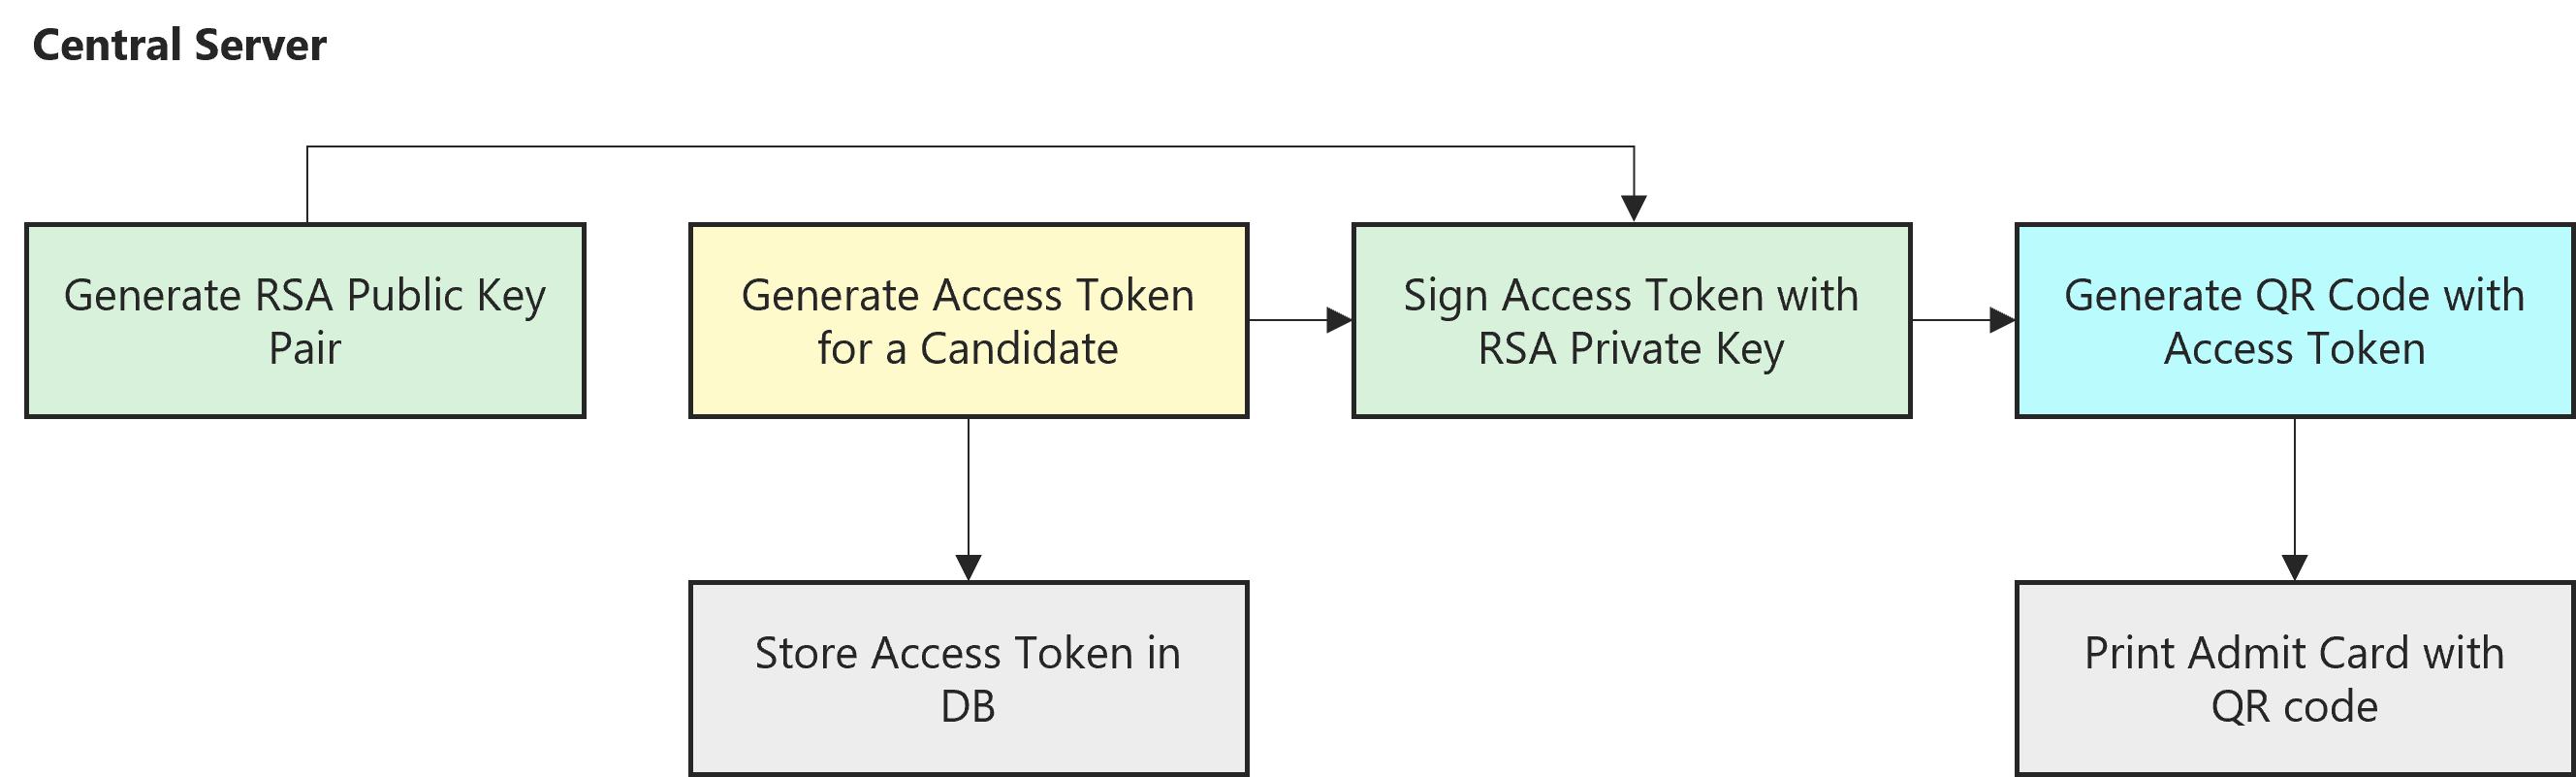 Central Server
Generate RSA Public Key
Pair
Generate Access Token
for a Candidate
Sign Access Token with
RSA Private Key
Generate QR Code with
Access Token
Store Access Token in
DB
Print Admit Card with
QR code